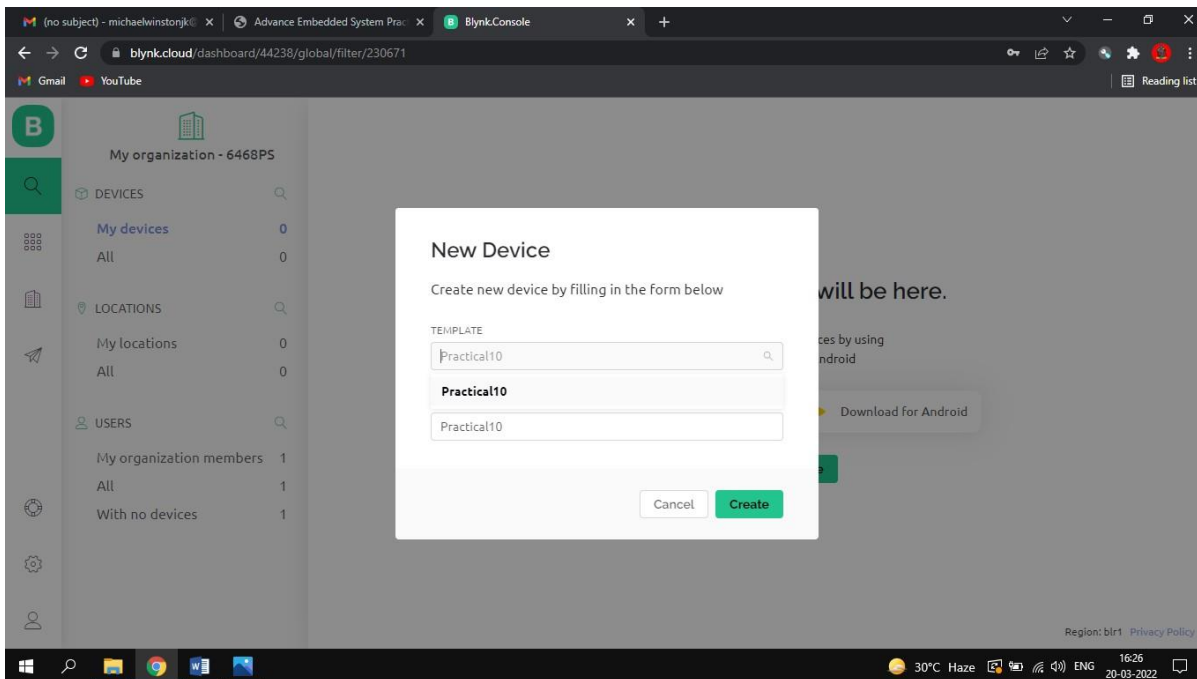 (no subject) - michaelwinstonjk@
Advance Embedded System Prac
B Blynk.Console
blynk.cloud/dashboard/44238/global/filter/230671
Gmail
YouTube
Reading list
B
My organization - 6468PS
DEVICES
My devices 0
All 0
LOCATIONS
My locations 0
All 0
USERS
My organization members 1
All 1
With no devices 1
New Device
Create new device by filling in the form below
TEMPLATE
Practical10
Practical10
Practical10
Cancel
Create
will be here.
ces by using
ndroid
Download for Android
Region: blr1 Privacy Policy
30°C Haze
ENG
16:26
20-03-2022